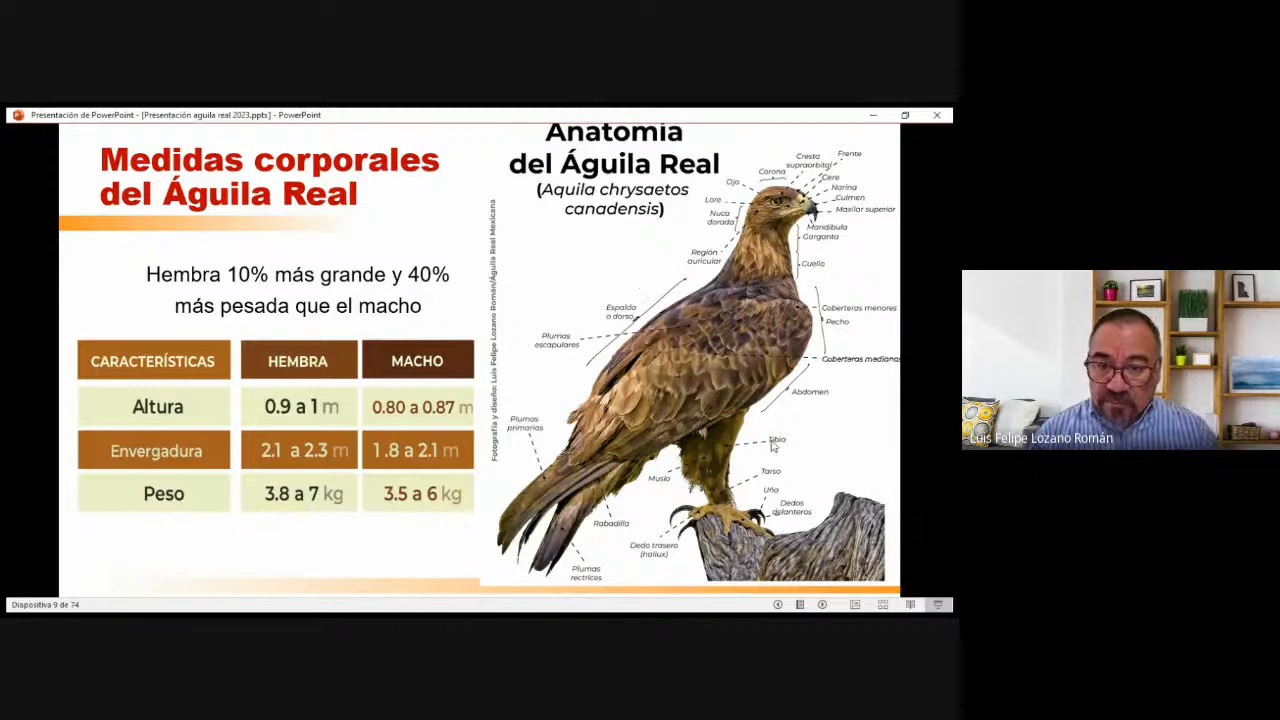 Presentación de PowerPoint - [Presentación aguila real 2023.pptx] - PowerPoint
Medidas corporales
del Águila Real
Hembra 10% más grande y 40%
más pesada que el macho
CARACTERÍSTICAS HEMBRA MACHO
Altura 0.9 a 1 m 0.80 a 0.87 m
Envergadura 2.1 a 2.3 m 1.8 a 2.1 m
Peso 3.8 a 7 kg 3.5 a 6 kg
Anatomía
del Águila Real
(Aquila chrysaetos
canadensis)
Fotografía y diseño: Luis Felipe Lozano Román/Águila Real Mexicana
Cresta
supraorbital
Frente
Corona
Cere
Ojo
Narina
Lore
Culmen
Maxilar superior
Nuca
dorada
Mandíbula
Garganta
Región
auricular
Cuello
Espalda
o dorso
Coberteras menores
Pecho
Plumas
escapulares
Coberteras medianas
Abdomen
Plumas
primarias
Tibia
Tarso
Muslo
Uña
Dedos
delanteros
Rabadilla
Dedo trasero
(hallux)
Plumas
rectrices
Diapositiva 9 de 74
Luis Felipe Lozano Román